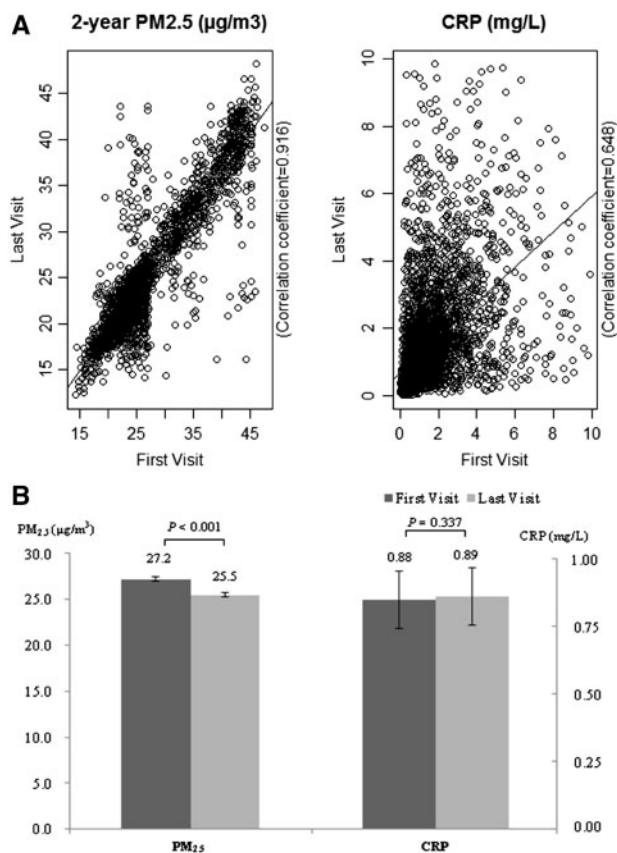 A
2-year PM2.5 (µg/m3)
Last Visit
45
40
35
30
25
20
15
15 25 35 45
First Visit
(Correlation coefficient=0.916)
CRP (mg/L)
Last Visit
10
8
6
4
2
0
0 2 4 6 8 10
First Visit
(Correlation coefficient=0.648)
B
First Visit Last Visit
PM2.5 (µg/m3)
30.0
25.0
20.0
15.0
10.0
5.0
0.0
P < 0.001
27.2
25.5
P = 0.337
0.88
0.89
CRP (mg/L)
1.00
0.75
0.50
0.25
0.00
PM2.5 CRP